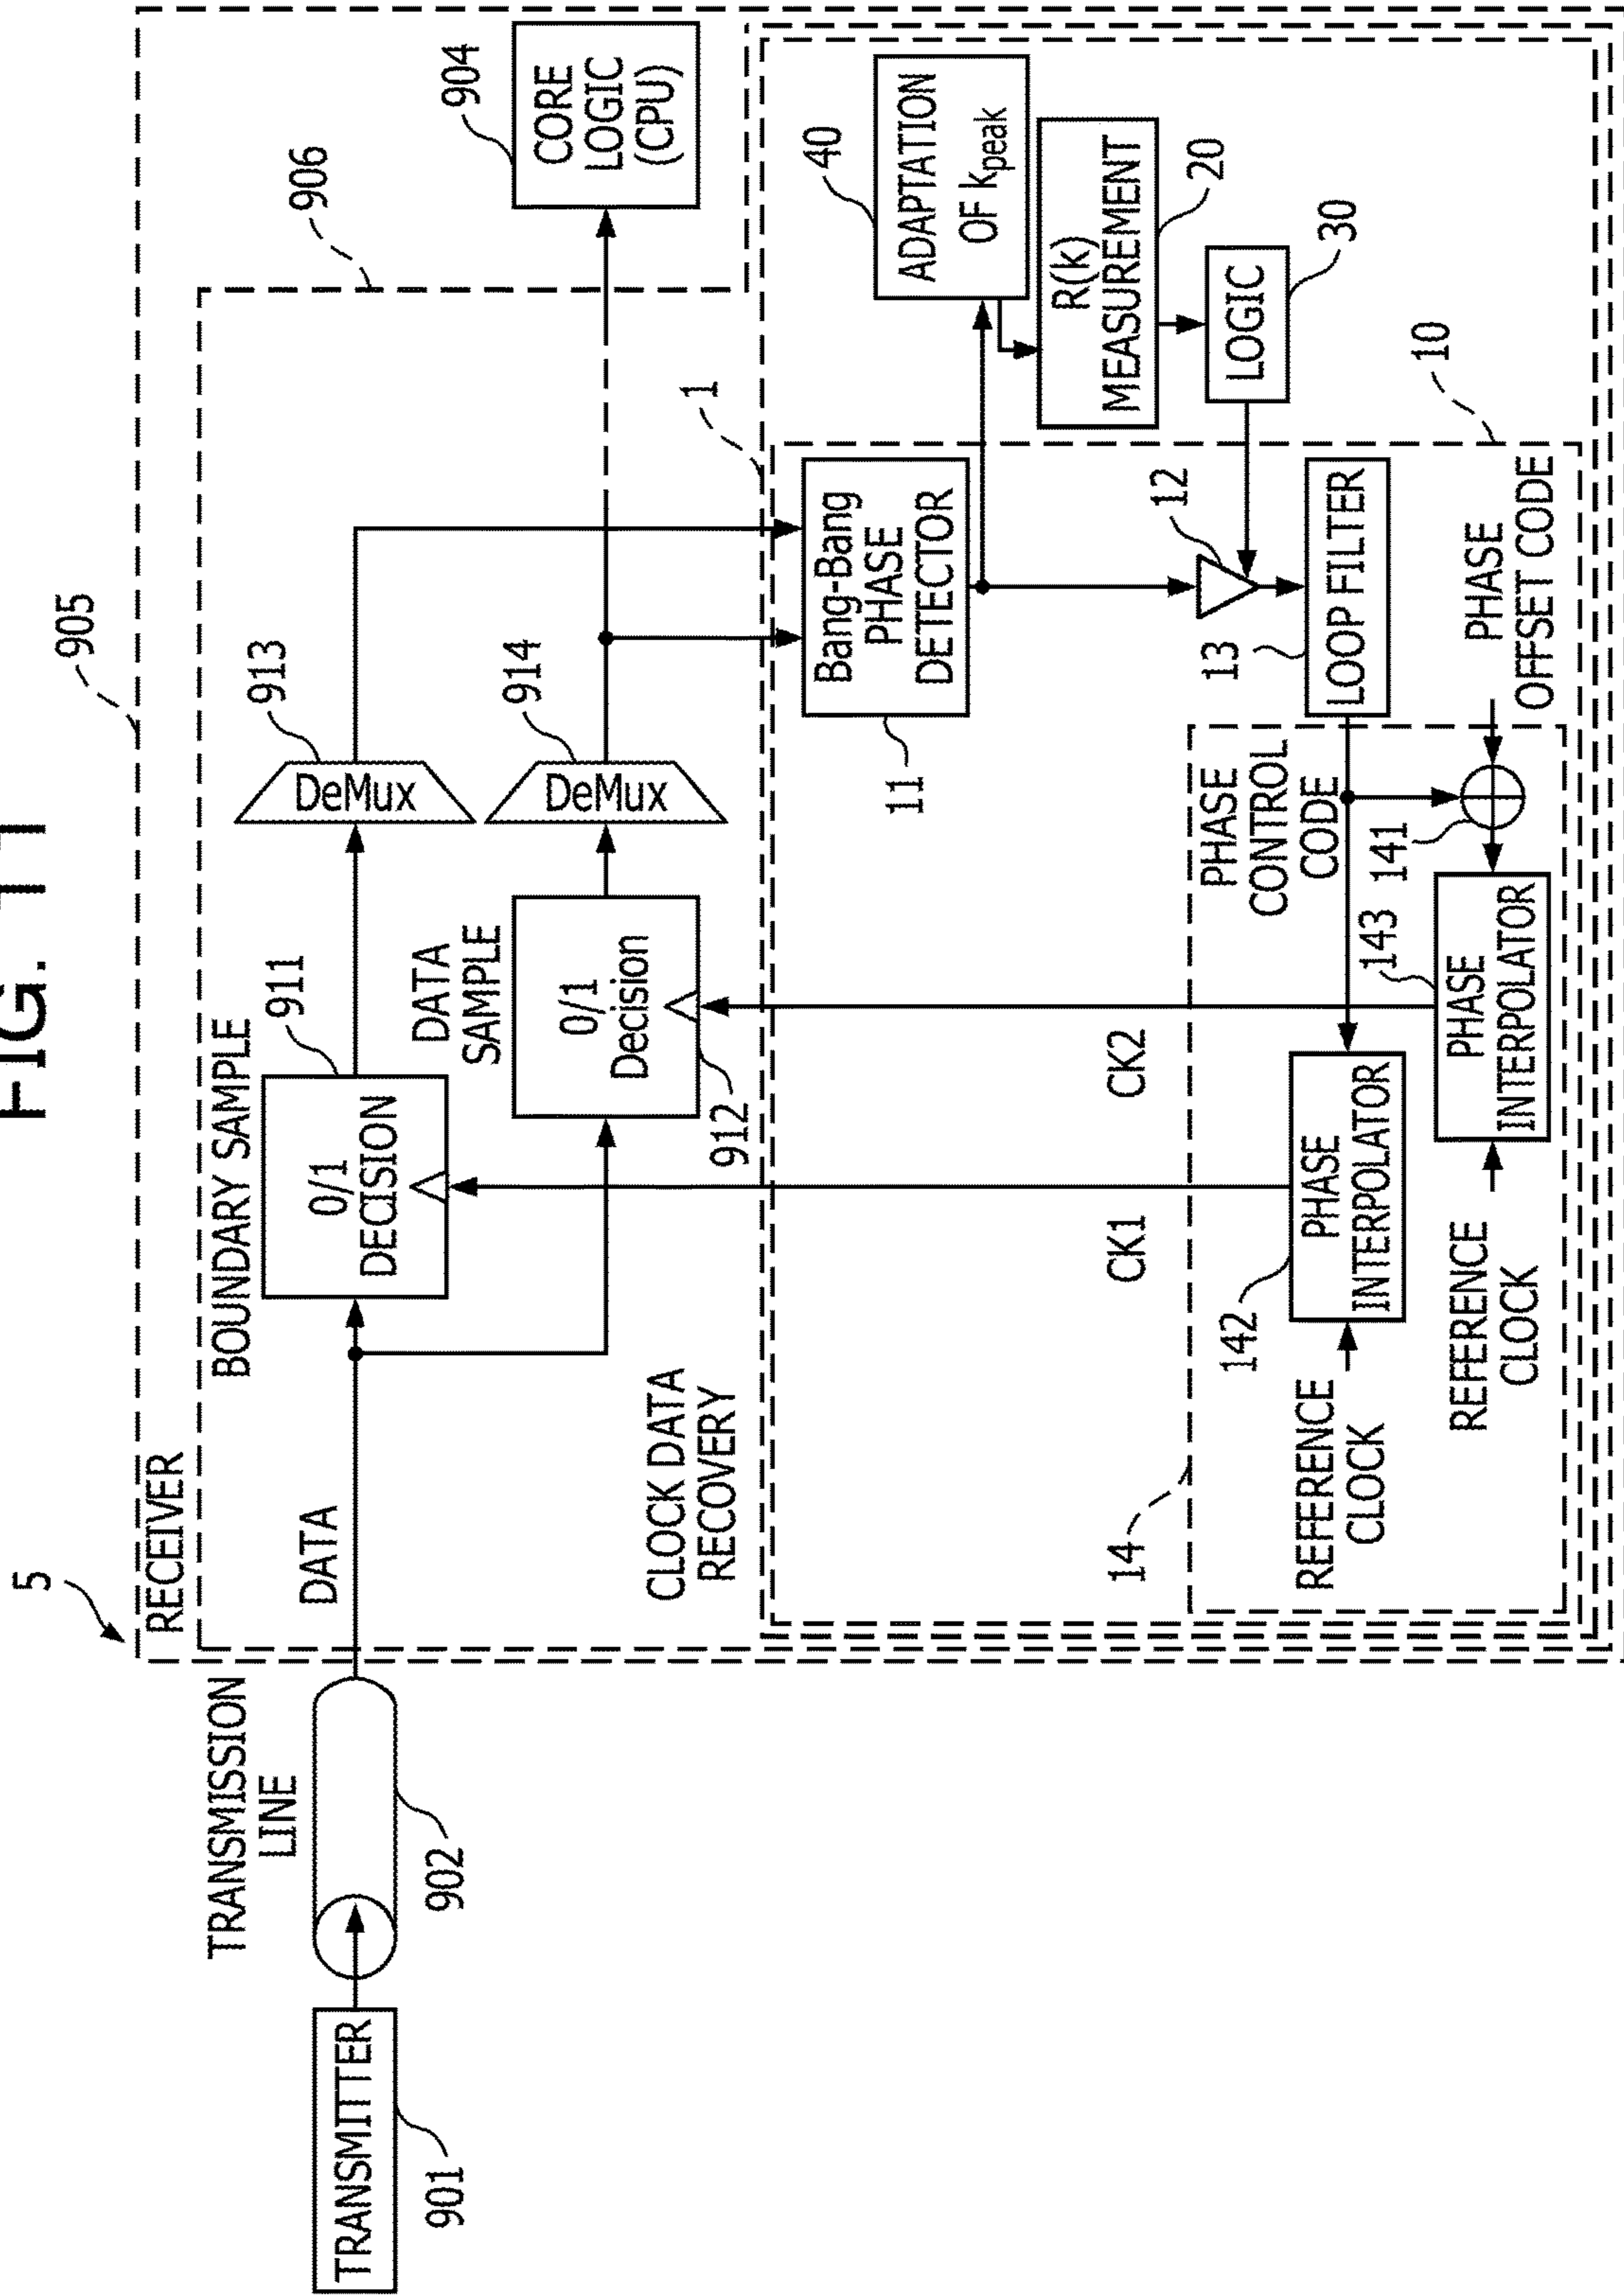 5
905
RECEIVER
906
904
CORE
LOGIC
(CPU)
TRANSMISSION
LINE
TRANSMITTER
901
902
DATA
BOUNDARY SAMPLE
911
0/1
DECISION
DATA
SAMPLE
0/1
Decision
912
913
DeMux
914
DeMux
CLOCK DATA
RECOVERY
1
CK1
CK2
Bang-Bang
PHASE
DETECTOR
11
40
ADAPTATION
OF kpeak
R(k)
MEASUREMENT
20
LOGIC
30
10
12
13
LOOP FILTER
PHASE
OFFSET CODE
PHASE
CONTROL
CODE
141
143
PHASE
INTERPOLATOR
142
PHASE
INTERPOLATOR
14
REFERENCE
CLOCK
REFERENCE
CLOCK